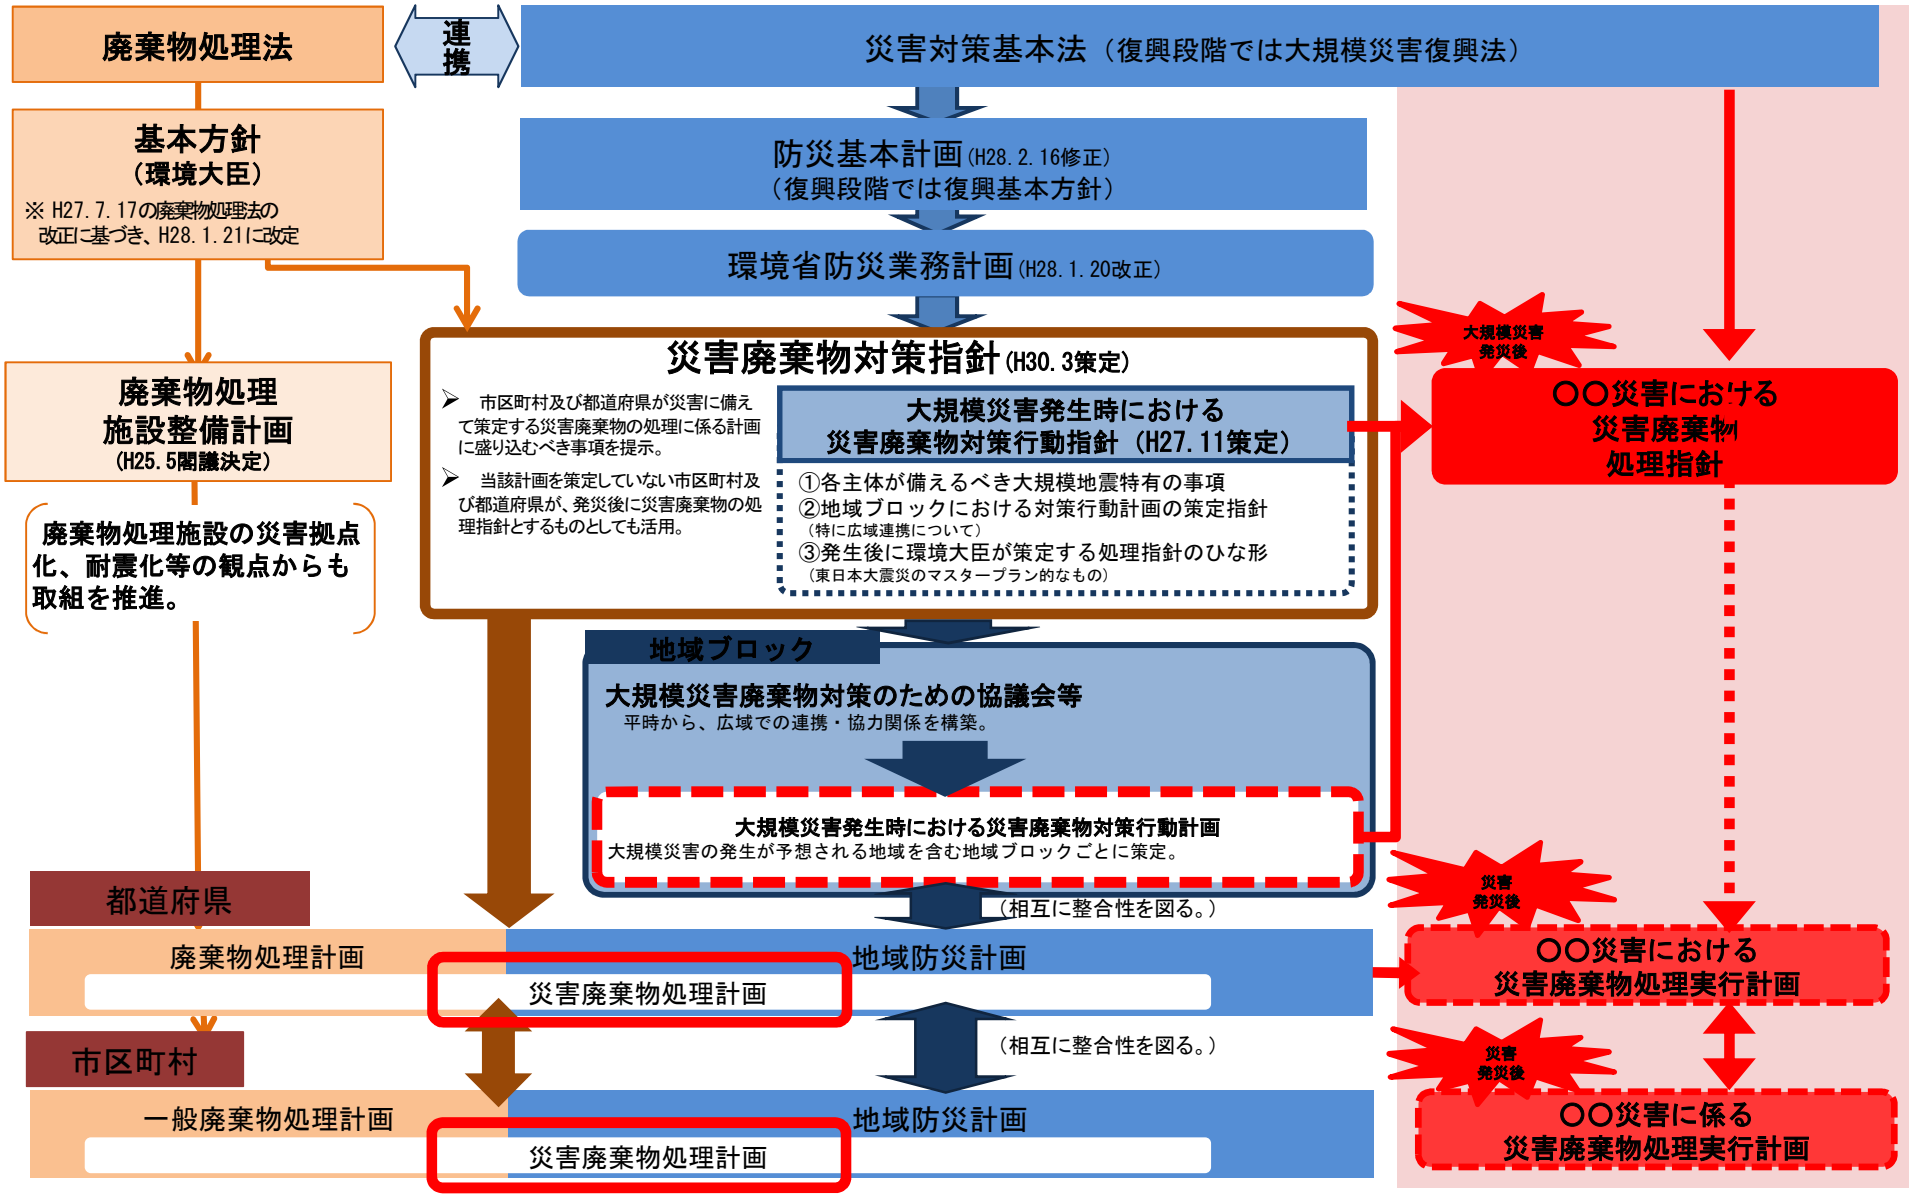 廃棄物処理法
連携
災害対策基本法（復興段階では大規模災害復興法）
基本方針
（環境大臣）
※ H27.7.17の廃棄物処理法の
改正に基づき、H28.1.21に改定
防災基本計画(H28.2.16修正)
（復興段階では復興基本方針）
環境省防災業務計画(H28.1.20改正)
廃棄物処理
施設整備計画
(H25.5閣議決定)
廃棄物処理施設の災害拠点
化、耐震化等の観点からも
取組を推進。
災害廃棄物対策指針(H30.3策定)
➢ 市区町村及び都道府県が災害に備え
て策定する災害廃棄物の処理に係る計画
に盛り込むべき事項を提示。
➢ 当該計画を策定していない市区町村及
び都道府県が、発災後に災害廃棄物の処
理指針とするものとしても活用。
大規模災害発生時における
災害廃棄物対策行動指針（H27.11策定）
①各主体が備えるべき大規模地震特有の事項
②地域ブロックにおける対策行動計画の策定指針
（特に広域連携について）
③発生後に環境大臣が策定する処理指針のひな形
（東日本大震災のマスタープラン的なもの）
大規模災害
発災後
〇〇災害における
災害廃棄物
処理指針
地域ブロック
大規模災害廃棄物対策のための協議会等
平時から、広域での連携・協力関係を構築。
大規模災害発生時における災害廃棄物対策行動計画
大規模災害の発生が予想される地域を含む地域ブロックごとに策定。
（相互に整合性を図る。）
都道府県
廃棄物処理計画
地域防災計画
災害廃棄物処理計画
災害
発災後
〇〇災害における
災害廃棄物処理実行計画
（相互に整合性を図る。）
市区町村
一般廃棄物処理計画
地域防災計画
災害廃棄物処理計画
災害
発災後
〇〇災害に係る
災害廃棄物処理実行計画